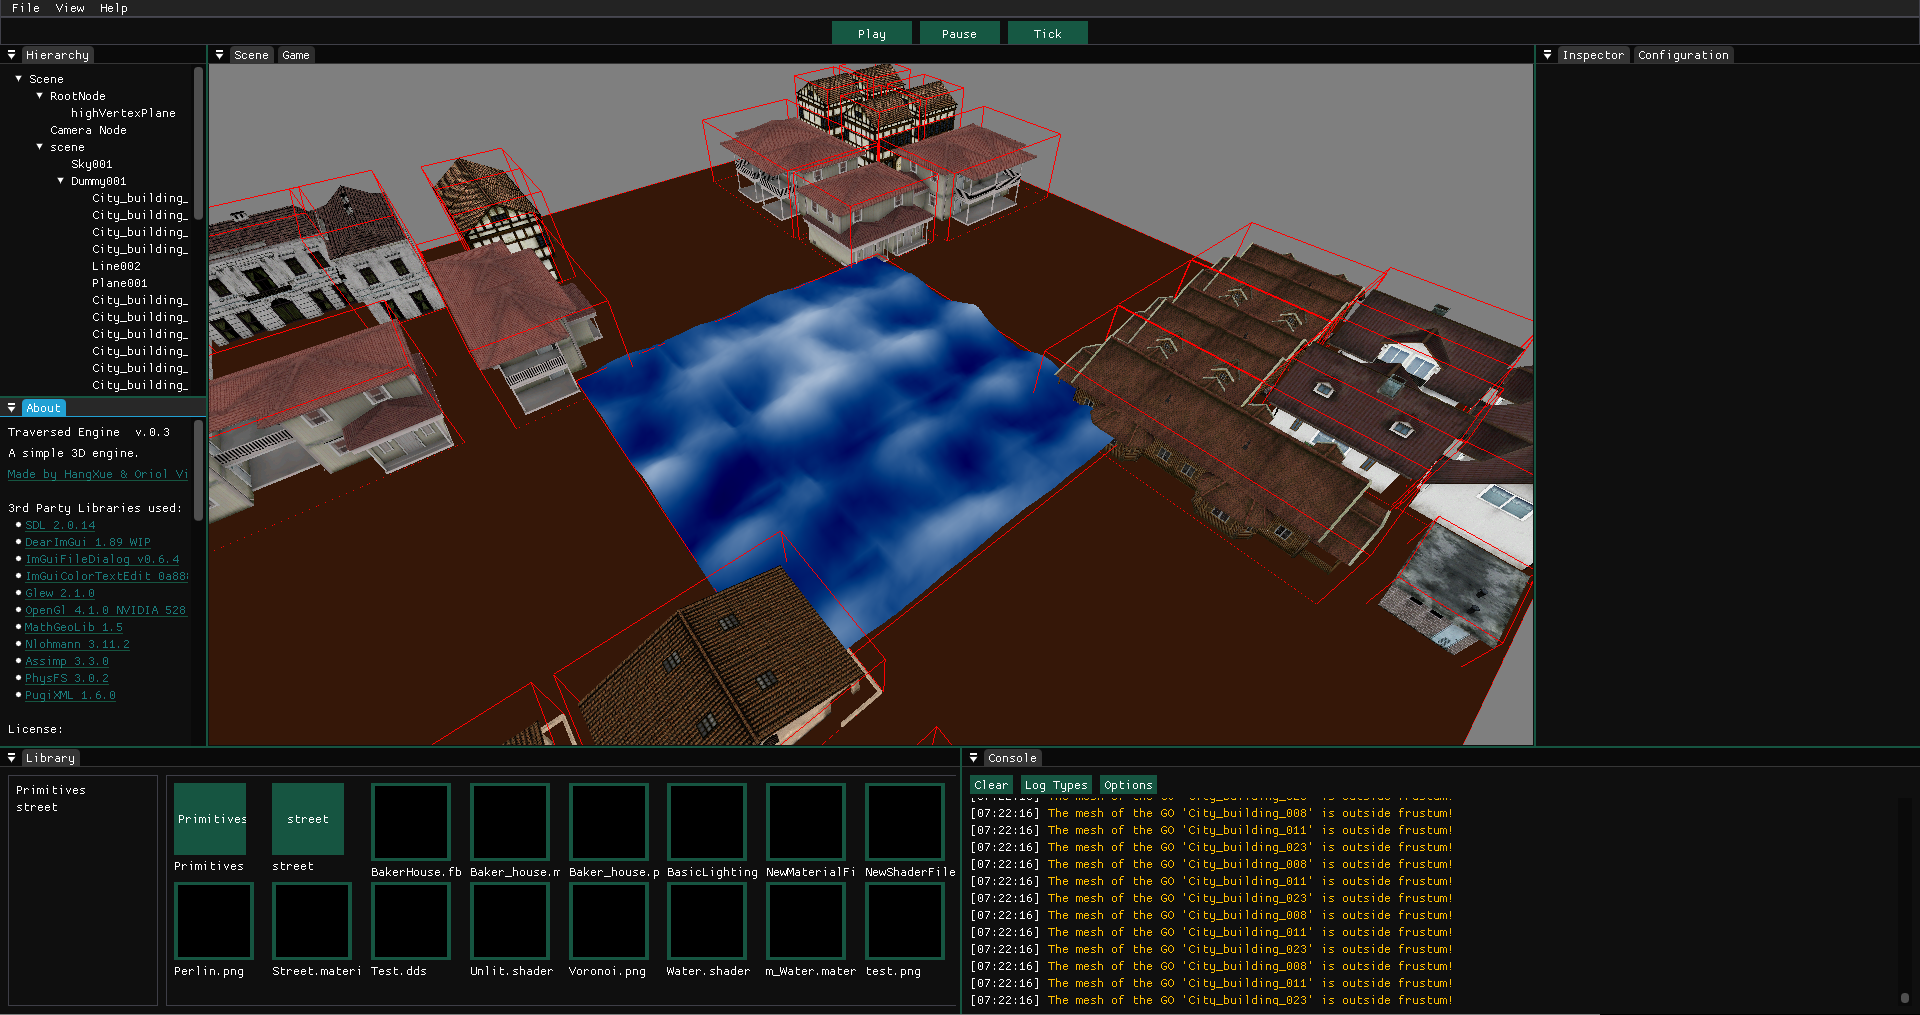 File View Help
Play Pause Tick
Hierarchy
Scene
RootNode
highVertexPlane
Camera Node
scene
Sky001
Dummy001
City_building_
City_building_
City_building_
City_building_
Line002
Plane001
City_building_
City_building_
City_building_
City_building_
City_building_
City_building_
About
Traversed Engine v.0.3
A simple 3D engine.
Made by HangXue & Oriol Vi
3rd Party Libraries used:
SDL 2.0.14
DearImGui 1.89 WIP
ImGuiFileDialog v0.6.4
ImGuiColorTextEdit 0a88
Glew 2.1.0
OpenGl 4.1.0 NVIDIA 528
MathGeoLib 1.5
Nlohmann 3.11.2
Assimp 3.3.0
PhysFS 3.0.2
PugiXML 1.6.0
License:
Scene Game
Inspector Configuration
Library
Primitives
street
Primitives street
Primitives street BakerHouse.fb Baker_house.m Baker_house.p BasicLighting NewMaterialFi NewShaderFile
Perlin.png Street.materi Test.dds Unlit.shader Voronoi.png Water.shader m_Water.mater test.png
Console
Clear Log Types Options
[07:22:16] The mesh of the GO 'City_building_023' is outside frustum!
[07:22:16] The mesh of the GO 'City_building_008' is outside frustum!
[07:22:16] The mesh of the GO 'City_building_011' is outside frustum!
[07:22:16] The mesh of the GO 'City_building_023' is outside frustum!
[07:22:16] The mesh of the GO 'City_building_008' is outside frustum!
[07:22:16] The mesh of the GO 'City_building_011' is outside frustum!
[07:22:16] The mesh of the GO 'City_building_023' is outside frustum!
[07:22:16] The mesh of the GO 'City_building_008' is outside frustum!
[07:22:16] The mesh of the GO 'City_building_011' is outside frustum!
[07:22:16] The mesh of the GO 'City_building_023' is outside frustum!
[07:22:16] The mesh of the GO 'City_building_008' is outside frustum!
[07:22:16] The mesh of the GO 'City_building_011' is outside frustum!
[07:22:16] The mesh of the GO 'City_building_023' is outside frustum!